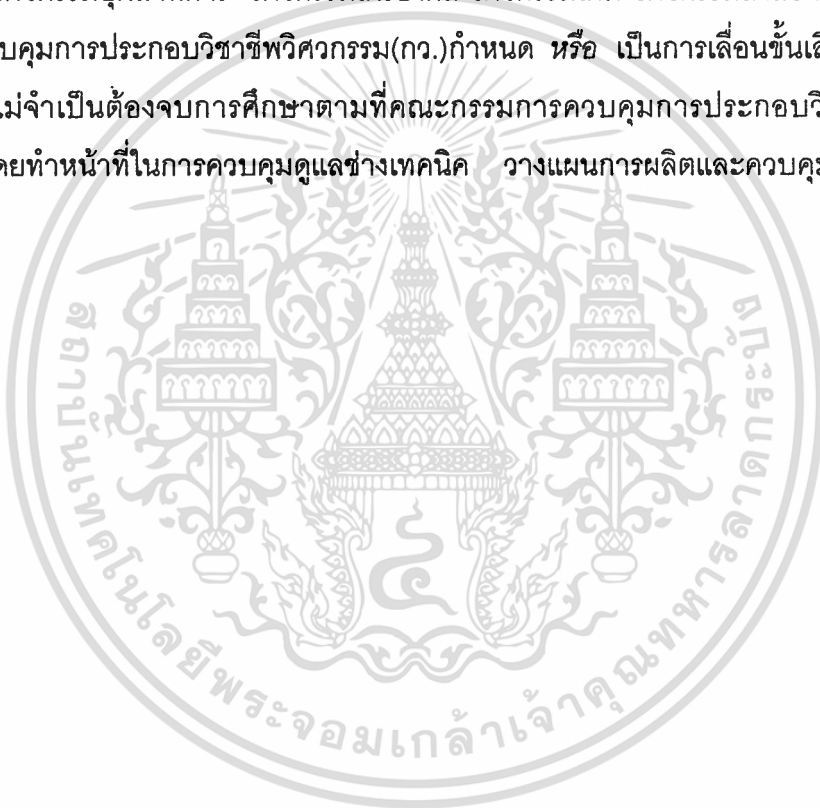 บคุมการประกอบวิชาชีพวิศวกรรม(กว.)กำหนด หรือ เป็นการเลื่อนขั้นเลื
ม่จำเป็นต้องจบการศึกษาตามที่คณะกรรมการควบคุมการประกอบวิ
ดยทำหน้าที่ในการควบคุมดูแลช่างเทคนิค วางแผนการผลิตและควบคุม
สถาบันเทคโนโลยีพระจอมเกล้าเจ้าคุณทหารลาดกระบัง